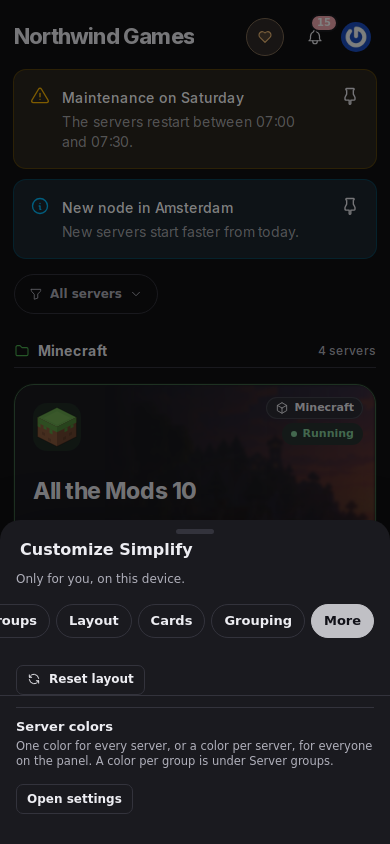 Northwind Games
15
Maintenance on Saturday
The servers restart between 07:00
and 07:30.
New node in Amsterdam
New servers start faster from today.
All servers
Minecraft
4 servers
Minecraft
Running
All the Mods 10
Customize Simplify
Only for you, on this device.
roups
Layout
Cards
Grouping
More
Reset layout
Server colors
One color for every server, or a color per server, for everyone
on the panel. A color per group is under Server groups.
Open settings